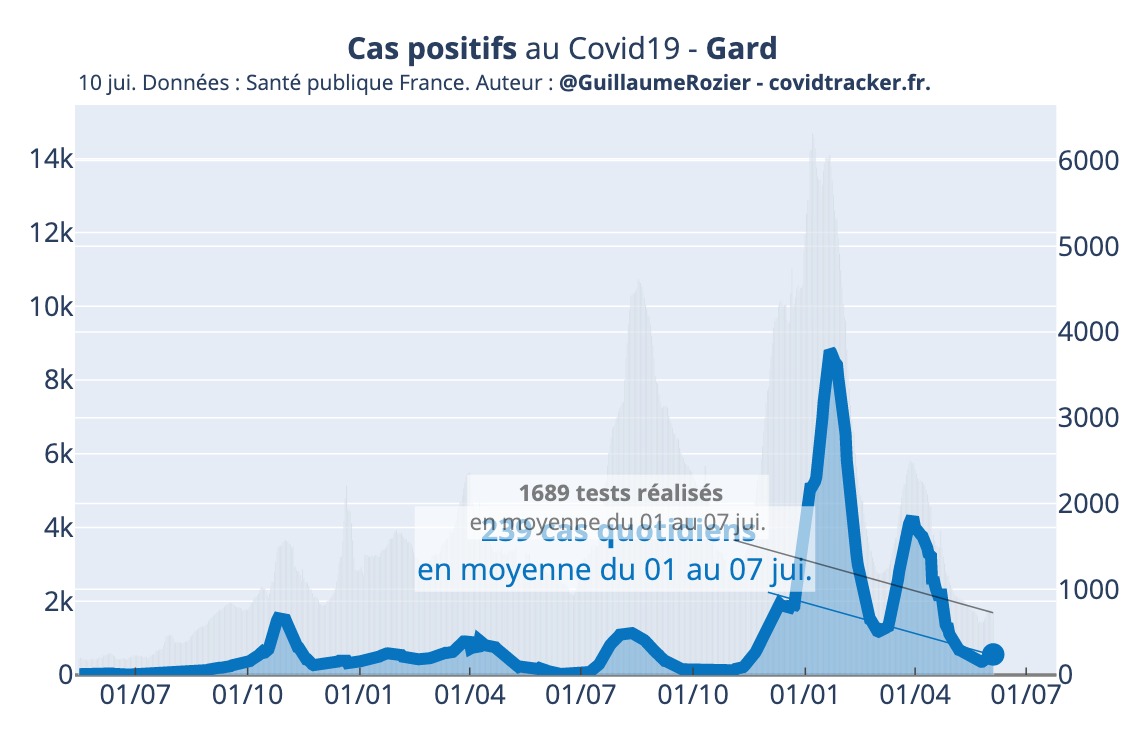 Cas positifs au Covid19 - Gard
10 jui. Données : Santé publique France. Auteur : @GuillaumeRozier - covidtracker.fr.
14k
12k
10k
8k
6k
4k
2k
0
6000
5000
4000
3000
2000
1000
0
1689 tests réalisés
en moyenne du 01 au 07 jui.
239 cas quotidiens
en moyenne du 01 au 07 jui.
01/07 01/10 01/01 01/04 01/07 01/10 01/01 01/04 01/07